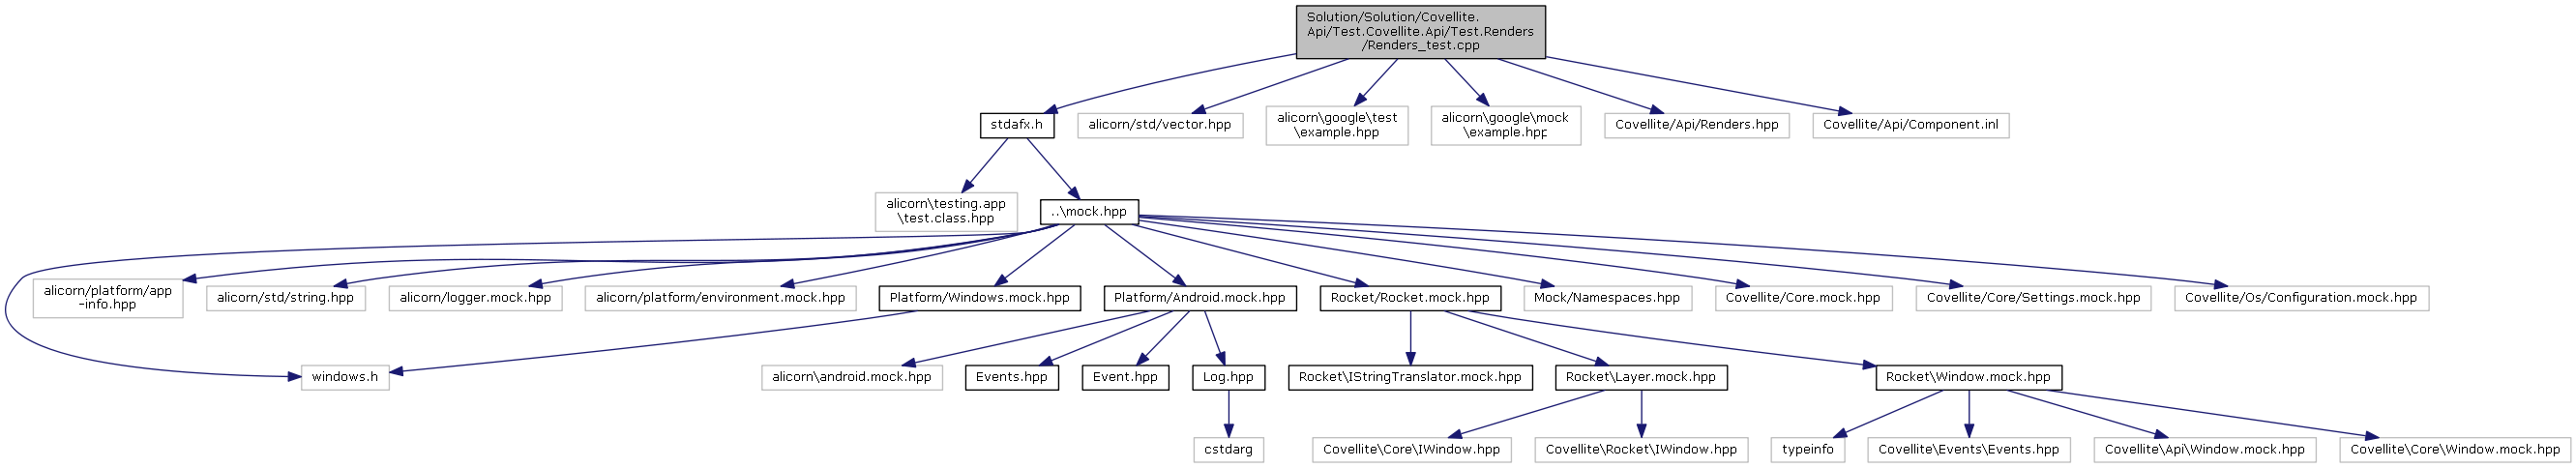 Solution/Solution/Covellite.
Api/Test.Covellite.Api/Test.Renders
/Renders_test.cpp
stdafx.h
alicorn/std/vector.hpp
alicorn\google\test
\example.hpp
alicorn\google\mock
\example.hpp
Covellite/Api/Renders.hpp
Covellite/Api/Component.inl
alicorn\testing.app
\test.class.hpp
..\mock.hpp
alicorn/platform/app
-info.hpp
alicorn/std/string.hpp
alicorn/logger.mock.hpp
alicorn/platform/environment.mock.hpp
Platform/Windows.mock.hpp
Platform/Android.mock.hpp
Rocket/Rocket.mock.hpp
Mock/Namespaces.hpp
Covellite/Core.mock.hpp
Covellite/Core/Settings.mock.hpp
Covellite/Os/Configuration.mock.hpp
windows.h
alicorn\android.mock.hpp
Events.hpp
Event.hpp
Log.hpp
Rocket\IStringTranslator.mock.hpp
Rocket\Layer.mock.hpp
Rocket\Window.mock.hpp
cstdarg
Covellite\Core\IWindow.hpp
Covellite\Rocket\IWindow.hpp
typeinfo
Covellite\Events\Events.hpp
Covellite\Api\Window.mock.hpp
Covellite\Core\Window.mock.hpp